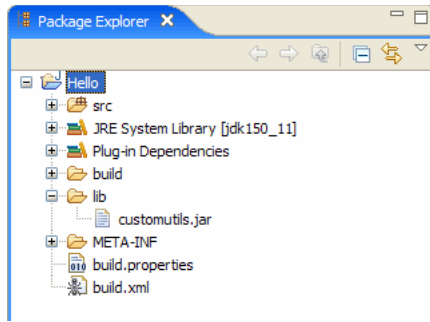 Package Explorer
Hello
src
JRE System Library [jdk150_11]
Plug-in Dependencies
build
lib
customutils.jar
META-INF
build.properties
build.xml